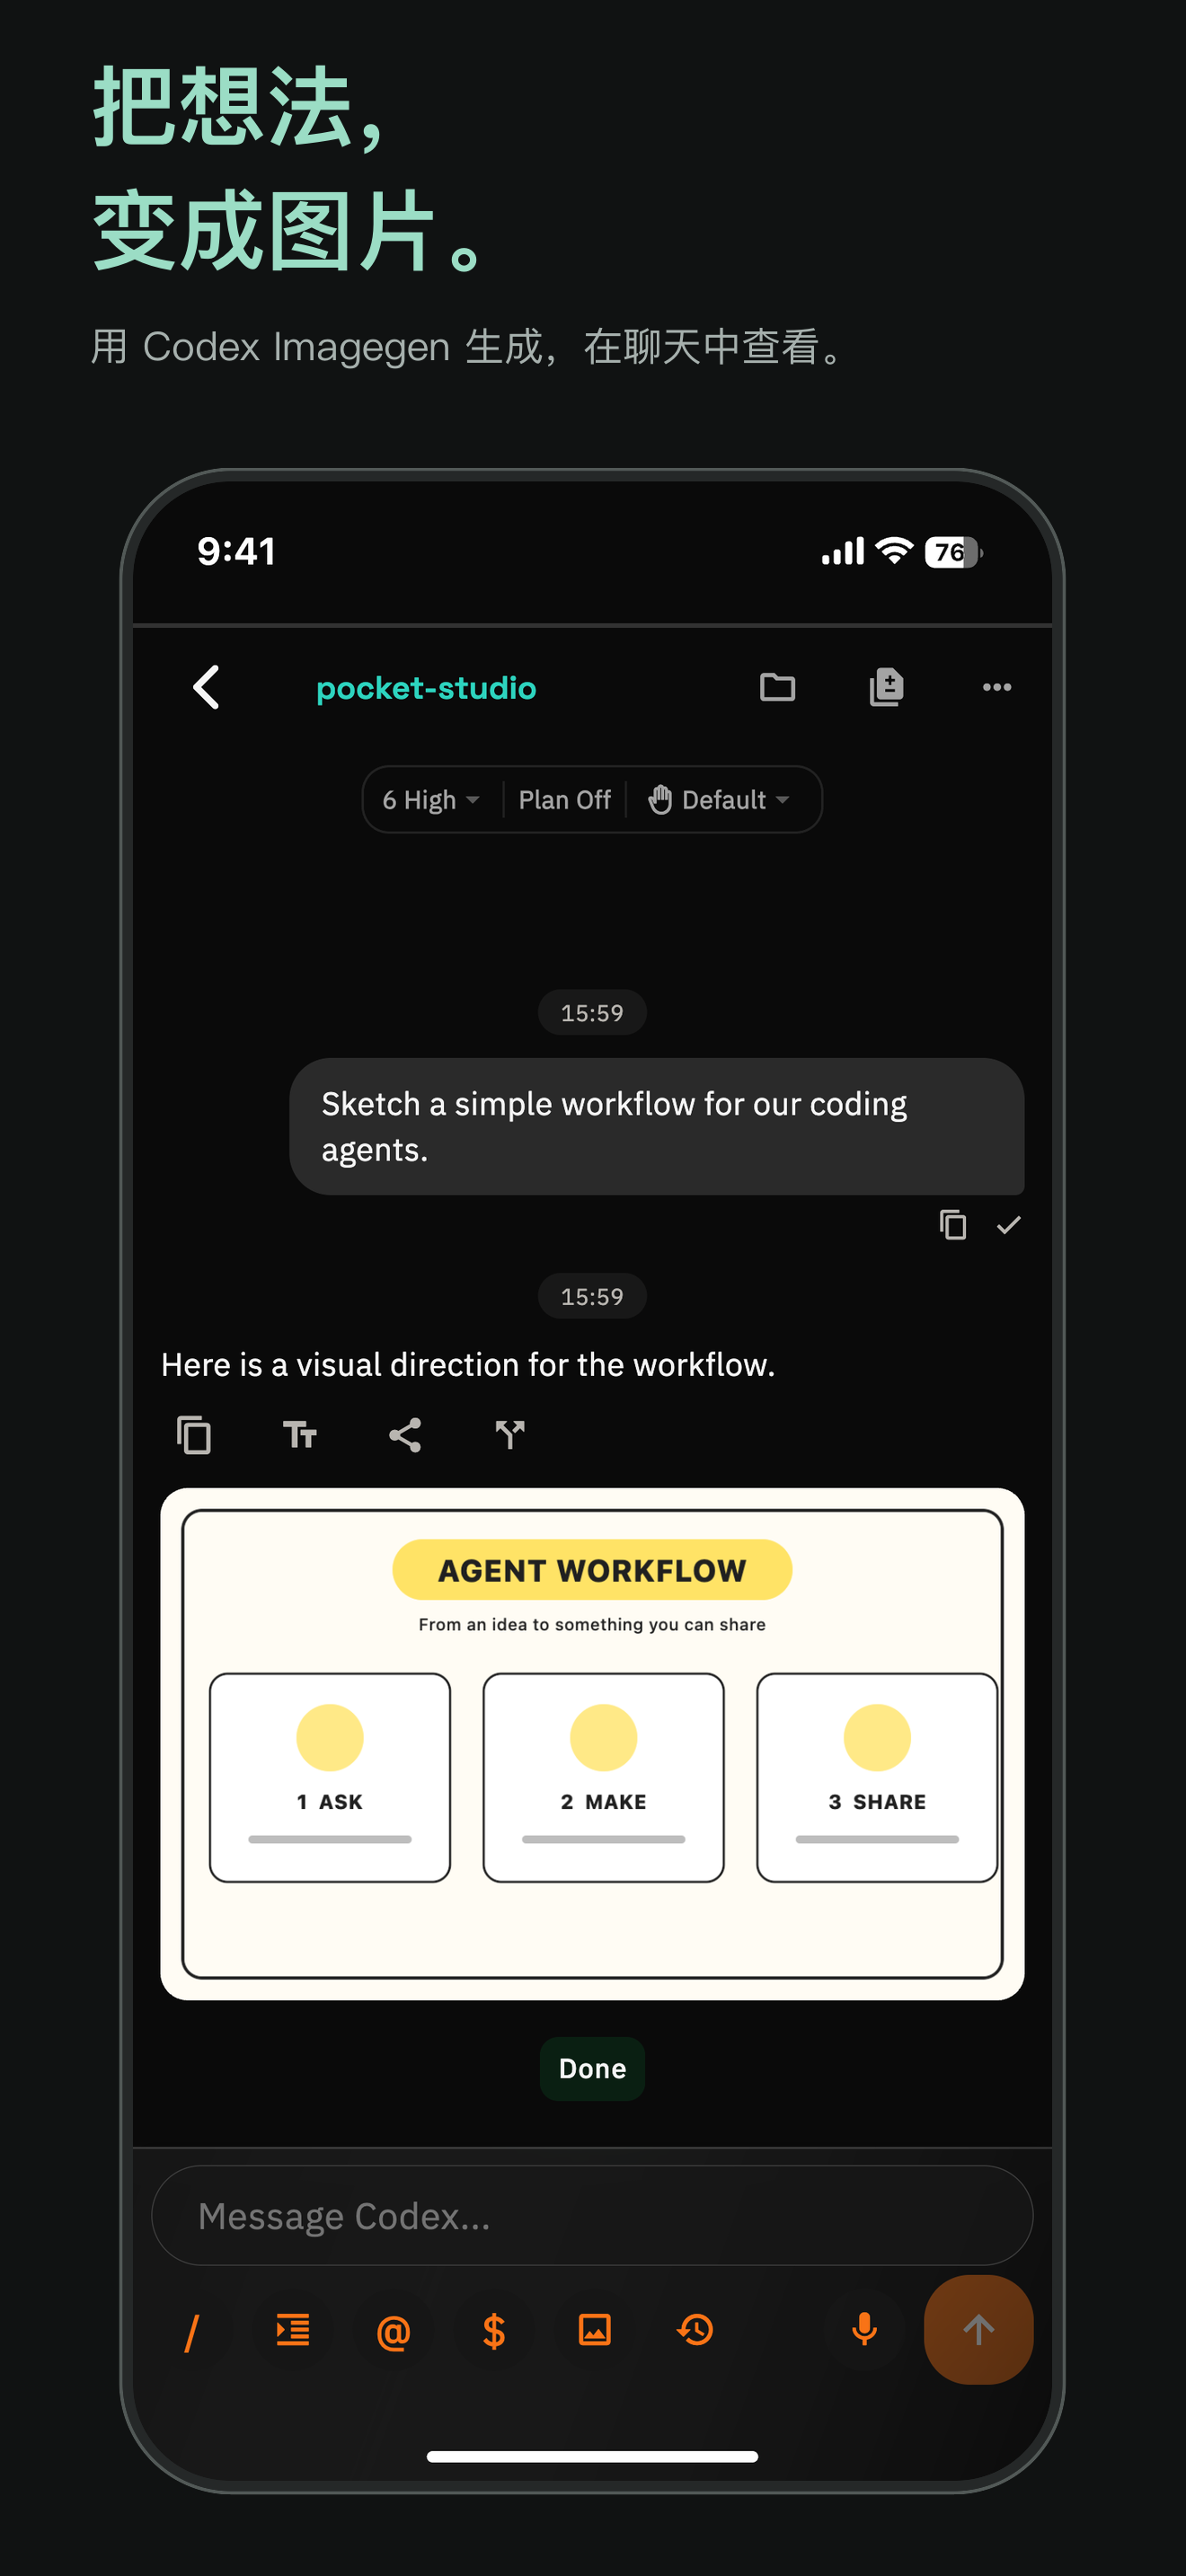 把想法，
变成图片。
用 Codex Imagegen 生成，在聊天中查看。
9:41
76
pocket-studio
6 High
Plan Off
Default
15:59
Sketch a simple workflow for our coding
agents.
15:59
Here is a visual direction for the workflow.
AGENT WORKFLOW
From an idea to something you can share
1 ASK
2 MAKE
3 SHARE
Done
Message Codex...
/
@
$